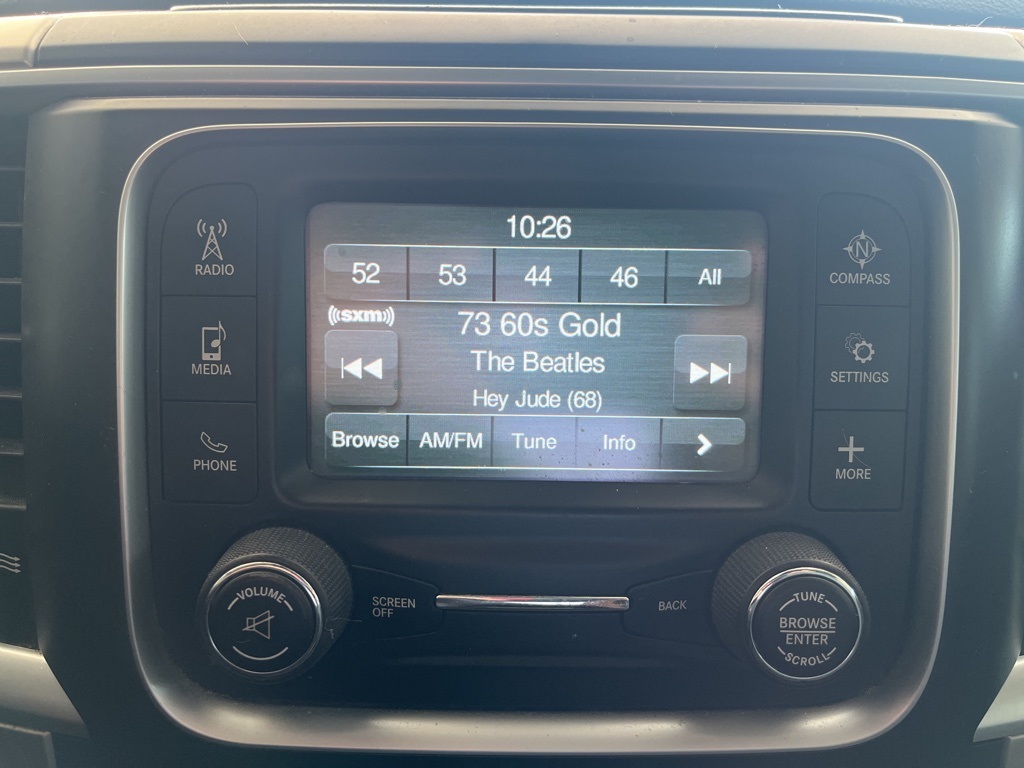 10:26
52 53 44 46 All
((sxm))
73 60s Gold
The Beatles
Hey Jude (68)
Browse AM/FM Tune Info
RADIO
MEDIA
PHONE
N
COMPASS
SETTINGS
MORE
VOLUME
SCREEN
OFF
BACK
TUNE
BROWSE
ENTER
SCROLL